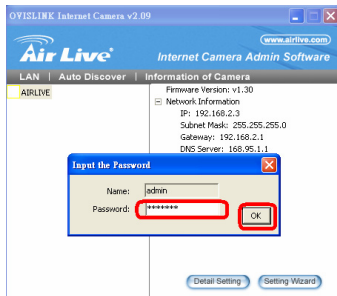 OVISLINK Internet Camera v2.09
Air Live
(www.airlive.com)
Internet Camera Admin Software
LAN | Auto Discover | Information of Camera
AIRLIVE
Firmware Version: v1.30
Network Information
IP: 192.168.2.3
Subnet Mask: 255.255.255.0
Gateway: 192.168.2.1
DNS Server: 168.95.1.1
Input the Password
Name: admin
Password: *******
OK
Detail Setting
Setting Wizard